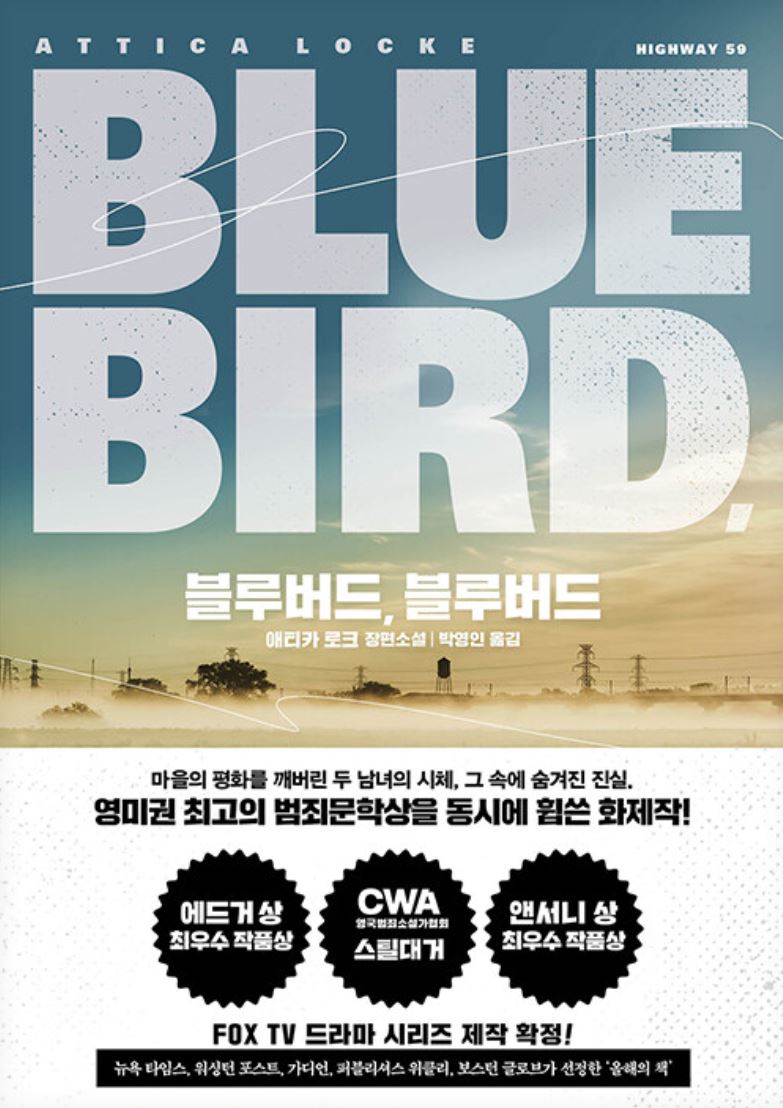 ATTICA LOCKE HIGHWAY 59
BLUE
BIRD,
블루버드, 블루버드
애티카 로크 장편소설 | 박영인 옮김
마을의 평화를 깨버린 두 남녀의 시체, 그 속에 숨겨진 진실.
영미권 최고의 범죄문학상을 동시에 휩쓴 화제작!
에드거 상
최우수 작품상
CWA
영국범죄소설가협회
스틸대거
앤서니 상
최우수 작품상
FOX TV 드라마 시리즈 제작 확정!
뉴욕 타임스, 워싱턴 포스트, 가디언, 퍼블리셔스 위클리, 보스턴 글로브가 선정한 ‘올해의 책’